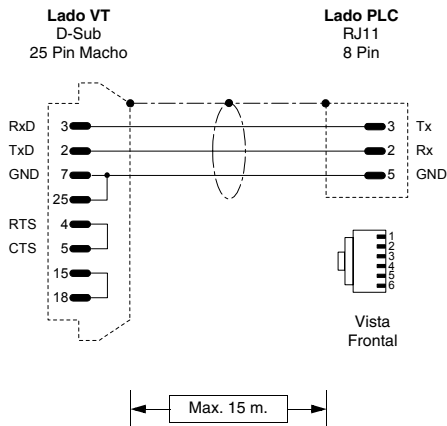 Lado VT
D-Sub
25 Pin Macho
Lado PLC
RJ11
8 Pin
RxD 3 3 Tx
TxD 2 2 Rx
GND 7 5 GND
25
RTS 4
CTS 5
15
18
1
2
3
4
5
6
Vista
Frontal
Max. 15 m.